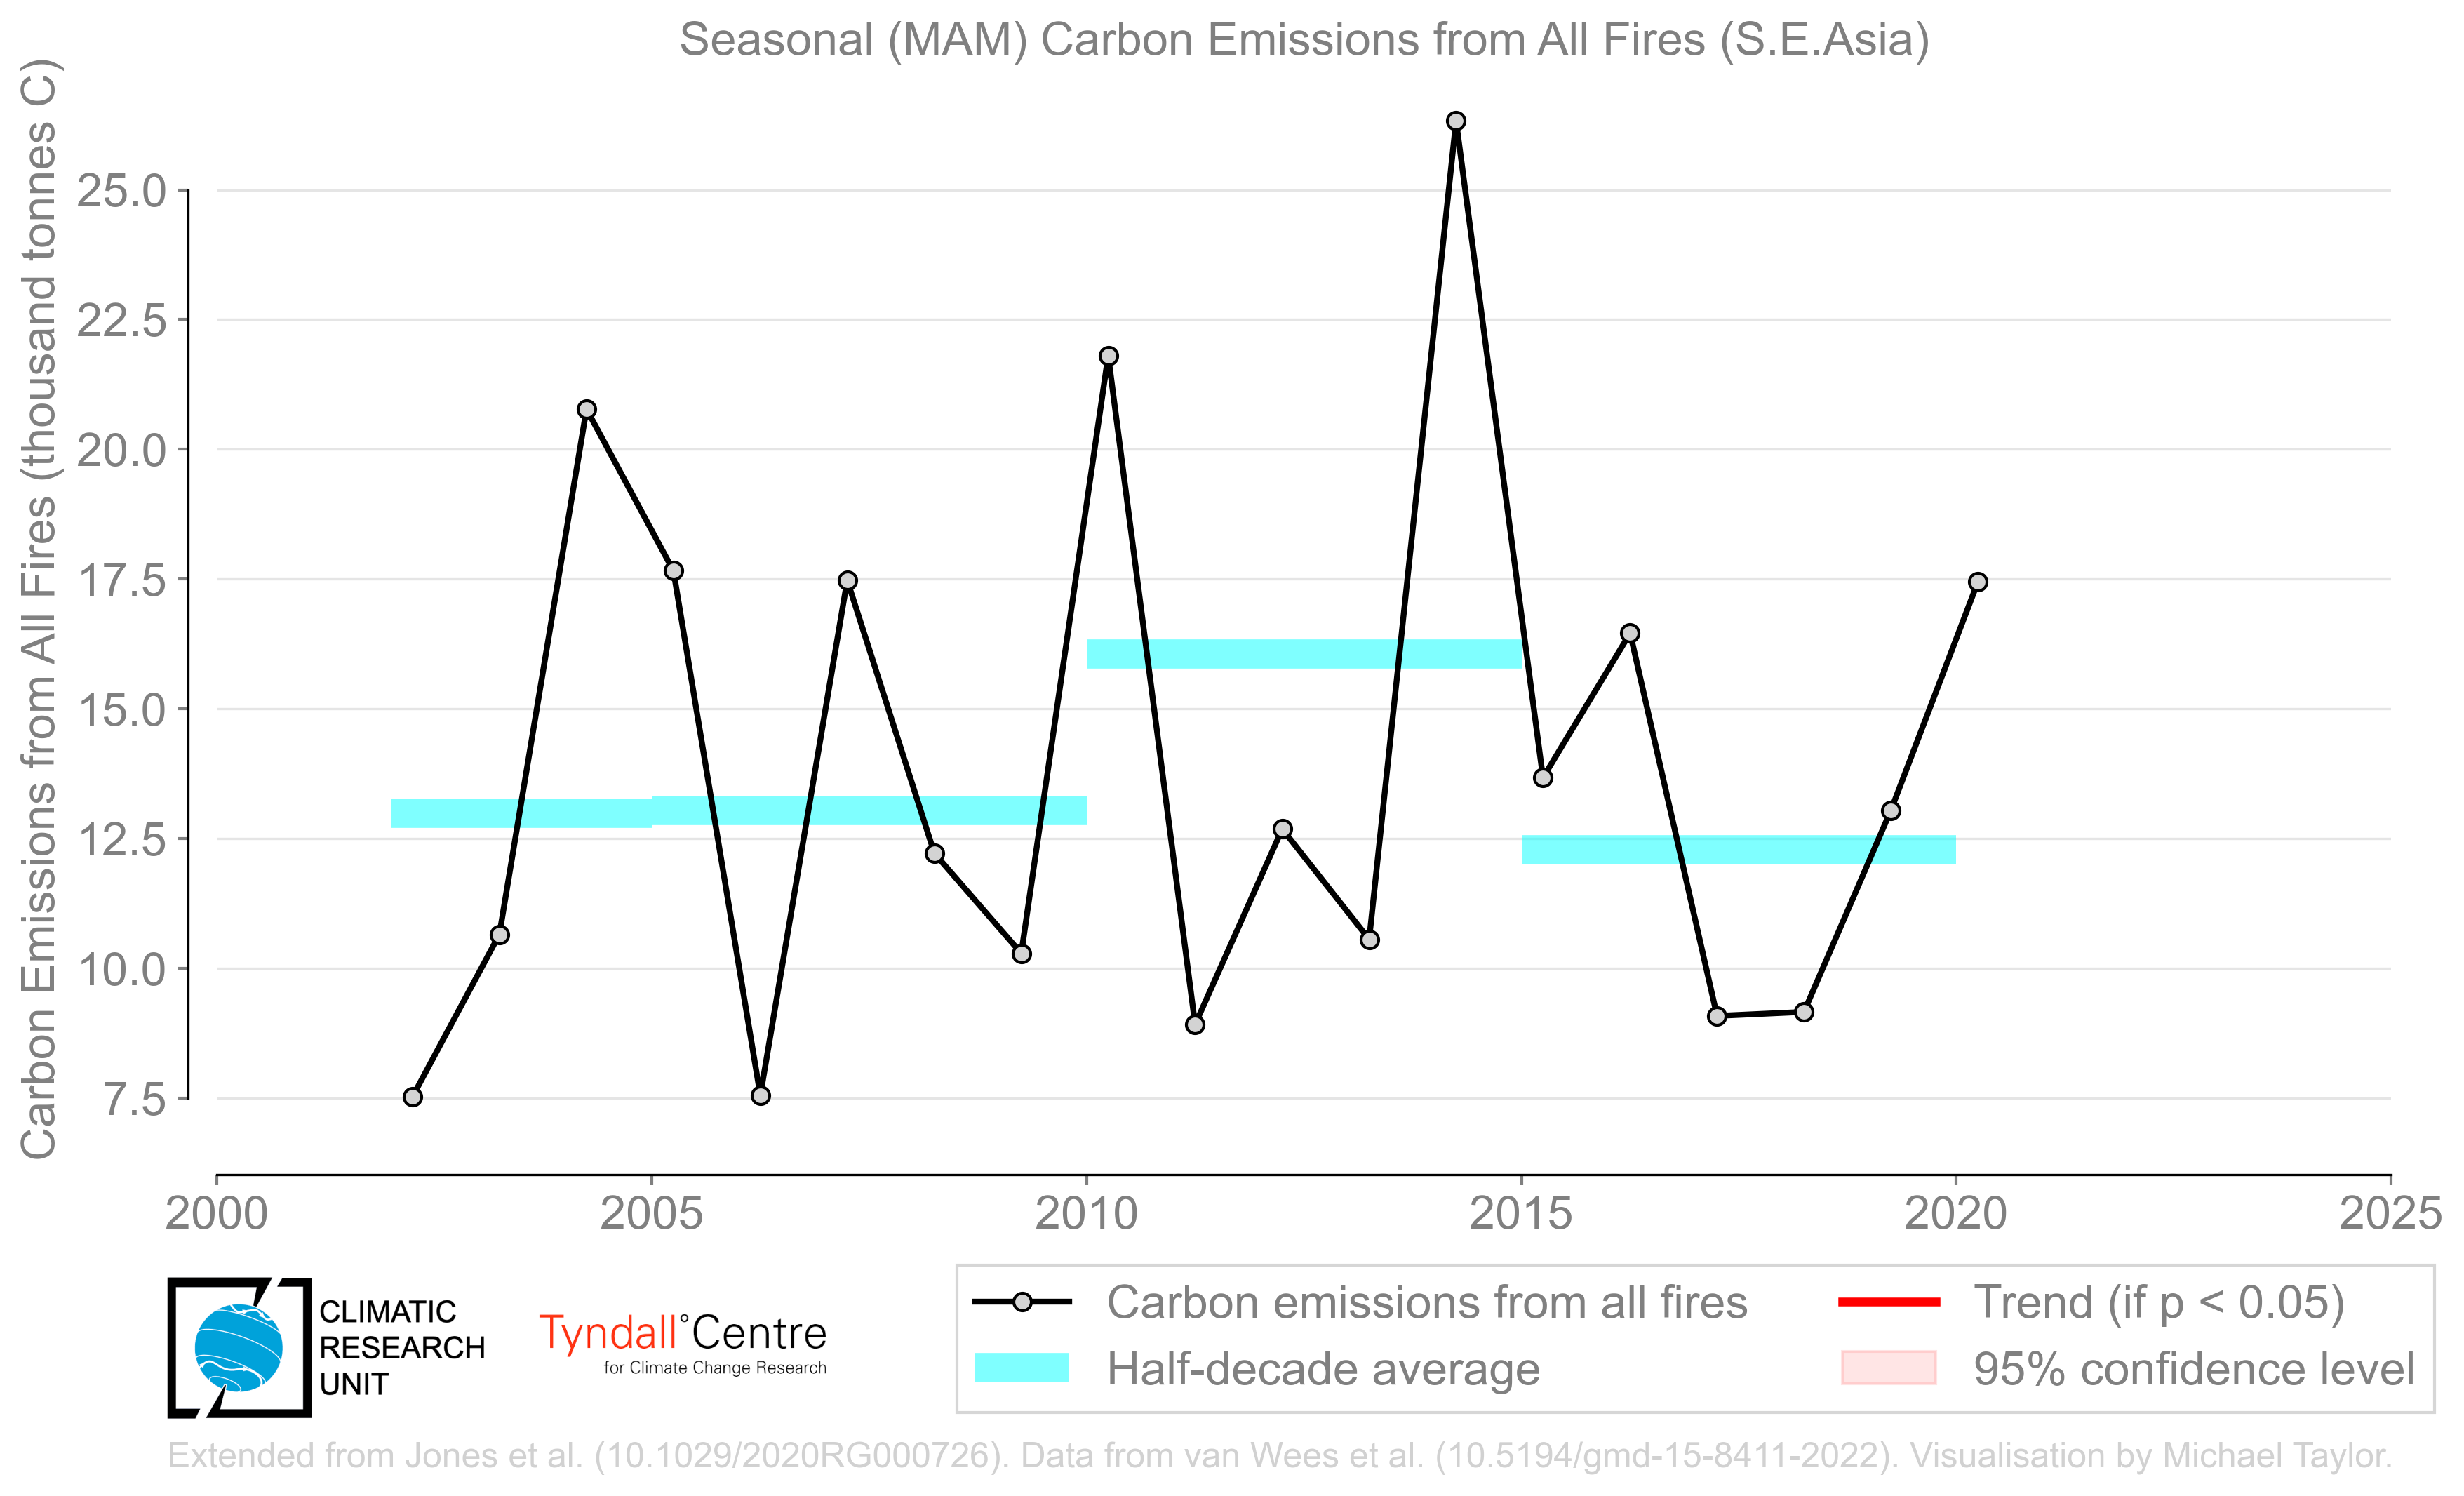 Seasonal (MAM) Carbon Emissions from All Fires (S.E.Asia)
Carbon Emissions from All Fires (thousand tonnes C)
25.0
22.5
20.0
17.5
15.0
12.5
10.0
7.5
2000
2005
2010
2015
2020
2025
CLIMATIC
RESEARCH
UNIT
Tyndall°Centre
for Climate Change Research
Carbon emissions from all fires
Half-decade average
Trend (if p < 0.05)
95% confidence level
Extended from Jones et al. (10.1029/2020RG000726). Data from van Wees et al. (10.5194/gmd-15-8411-2022). Visualisation by Michael Taylor.